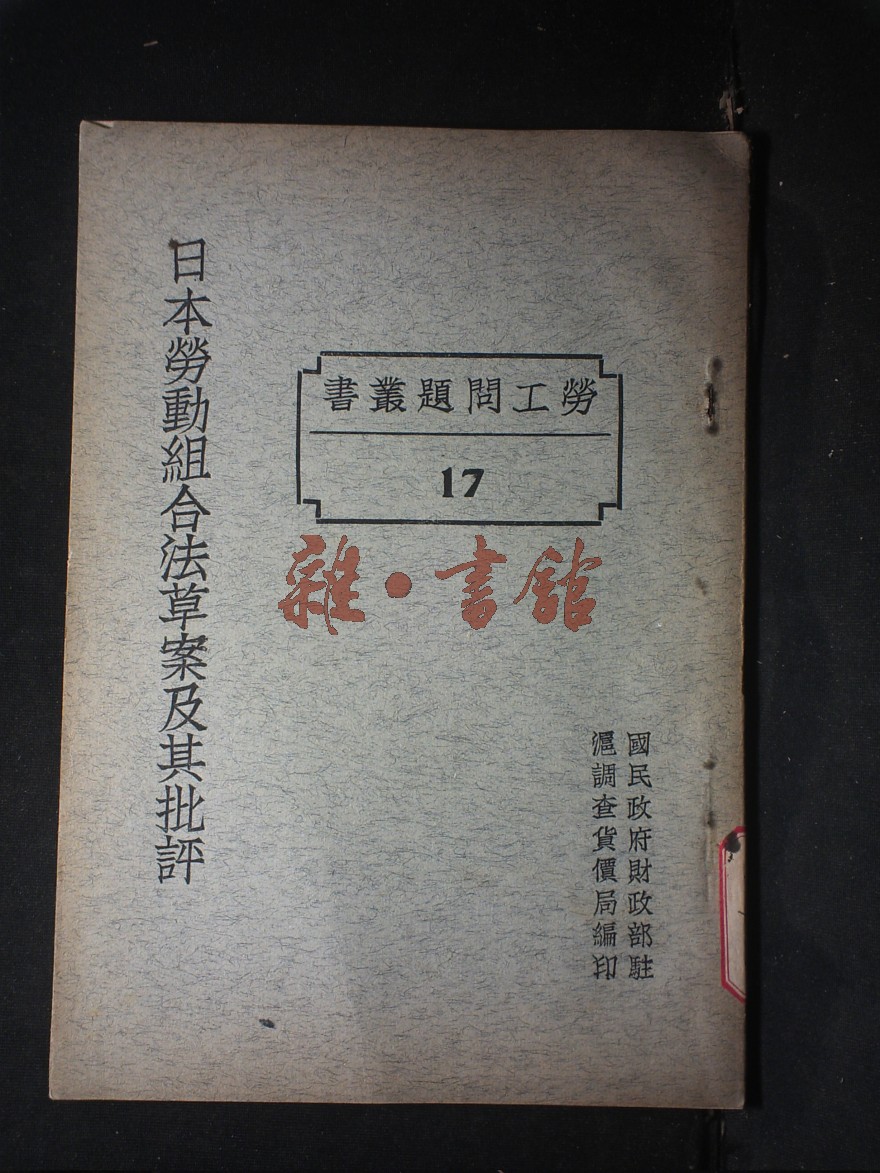 勞工問題叢書
17
雜·書館
國民政府財政部駐
滬調查貨價局編印
日本勞動組合法草案及其批評